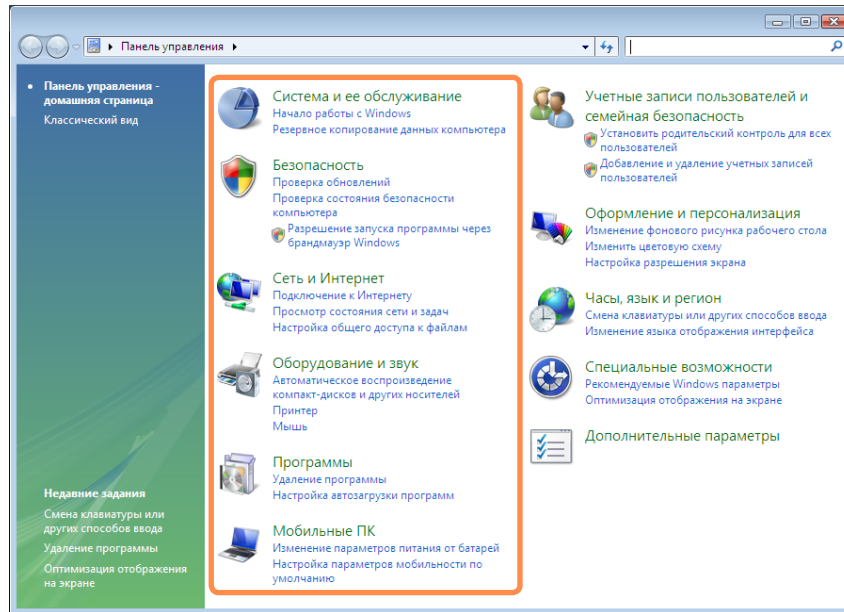 Панель управления
Панель управления -
домашняя страница
Классический вид
Недавние задания
Смена клавиатуры или
других способов ввода
Удаление программы
Оптимизация отображения
на экране
Система и ее обслуживание
Начало работы с Windows
Резервное копирование данных компьютера
Безопасность
Проверка обновлений
Проверка состояния безопасности
компьютера
Разрешение запуска программы через
брандмауэр Windows
Сеть и Интернет
Подключение к Интернету
Просмотр состояния сети и задач
Настройка общего доступа к файлам
Оборудование и звук
Автоматическое воспроизведение
компакт-дисков и других носителей
Принтер
Мышь
Программы
Удаление программы
Настройка автозагрузки программ
Мобильные ПК
Изменение параметров питания от батарей
Настройка параметров мобильности по
умолчанию
Учетные записи пользователей и
семейная безопасность
Установить родительский контроль для всех
пользователей
Добавление и удаление учетных записей
пользователей
Оформление и персонализация
Изменение фонового рисунка рабочего стола
Изменить цветовую схему
Настройка разрешения экрана
Часы, язык и регион
Смена клавиатуры или других способов ввода
Изменение языка отображения интерфейса
Специальные возможности
Рекомендуемые Windows параметры
Оптимизация отображения на экране
Дополнительные параметры